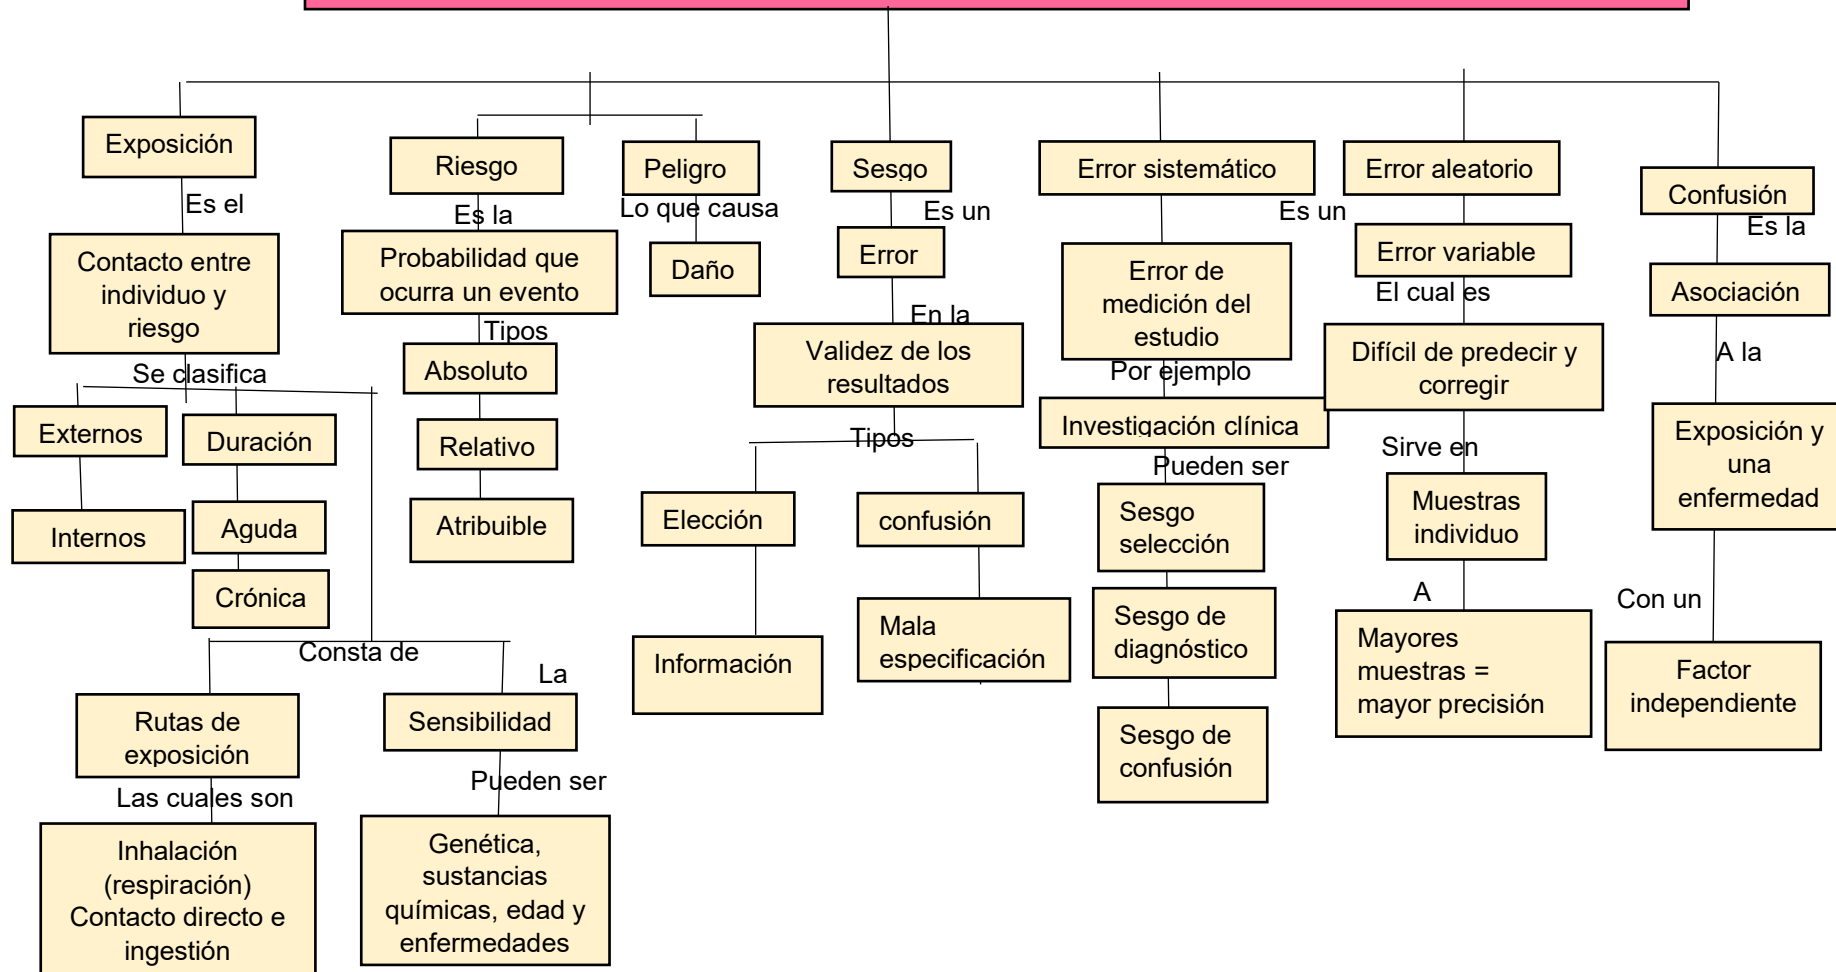 Exposición
Es el
Contacto entre
individuo y
riesgo
Se clasifica
Externos
Internos
Duración
Aguda
Crónica
Consta de
Rutas de
exposición
Las cuales son
Inhalación
(respiración)
Contacto directo e
ingestión
La
Sensibilidad
Pueden ser
Genética,
sustancias
químicas, edad y
enfermedades
Riesgo
Es la
Probabilidad que
ocurra un evento
Tipos
Absoluto
Relativo
Atribuible
Peligro
Lo que causa
Daño
Sesgo
Es un
Error
En la
Validez de los
resultados
Tipos
Elección
Información
confusión
Mala
especificación
Error sistemático
Es un
Error de
medición del
estudio
Por ejemplo
Investigación clínica
Pueden ser
Sesgo
selección
Sesgo de
diagnóstico
Sesgo de
confusión
Error aleatorio
Error variable
El cual es
Difícil de predecir y
corregir
Sirve en
Muestras
individuo
A
Mayores
muestras =
mayor precisión
Confusión
Es la
Asociación
A la
Exposición y
una
enfermedad
Con un
Factor
independiente